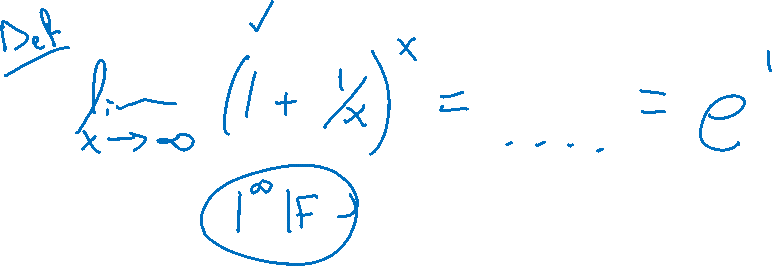 Def
lim x→∞ (1 + 1/x)^x = .... = e^1
1^∞ IF